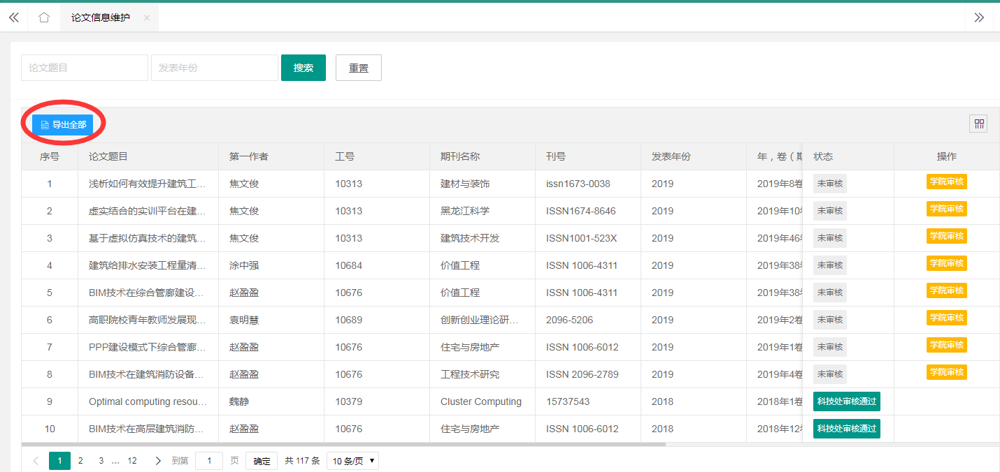 论文信息维护
论文题目 发表年份 搜索 重置
导出全部
序号 论文题目 第一作者 工号 期刊名称 刊号 发表年份 年，卷（期 状态 操作
1 浅析如何有效提升建筑工… 焦文俊 10313 建材与装饰 issn1673-0038 2019 2019年8卷 未审核 学院审核
2 虚实结合的实训平台在建… 焦文俊 10313 黑龙江科学 ISSN1674-8646 2019 2019年10卷 未审核 学院审核
3 基于虚拟仿真技术的建筑… 焦文俊 10313 建筑技术开发 ISSN1001-523X 2019 2019年46卷 未审核 学院审核
4 建筑给排水安装工程量清… 涂中强 10684 价值工程 ISSN 1006-4311 2019 2019年38卷 未审核 学院审核
5 BIM技术在综合管廊建设… 赵盈盈 10676 价值工程 ISSN 1006-4311 2019 2019年38卷 未审核 学院审核
6 高职院校青年教师发展现… 袁明慧 10689 创新创业理论研… 2096-5206 2019 2019年2卷 未审核 学院审核
7 PPP建设模式下综合管廊… 赵盈盈 10676 住宅与房地产 ISSN 1006-6012 2019 2019年1卷 未审核 学院审核
8 BIM技术在建筑消防设备… 赵盈盈 10676 工程技术研究 ISSN 2096-2789 2019 2019年4卷 未审核 学院审核
9 Optimal computing resou… 魏静 10379 Cluster Computing 15737543 2018 2018年1卷 科技处审核通过
10 BIM技术在高层建筑消防… 赵盈盈 10676 住宅与房地产 ISSN 1006-6012 2018 2018年12卷 科技处审核通过
1 2 3 … 12 到第 1 页 确定 共 117 条 10 条/页